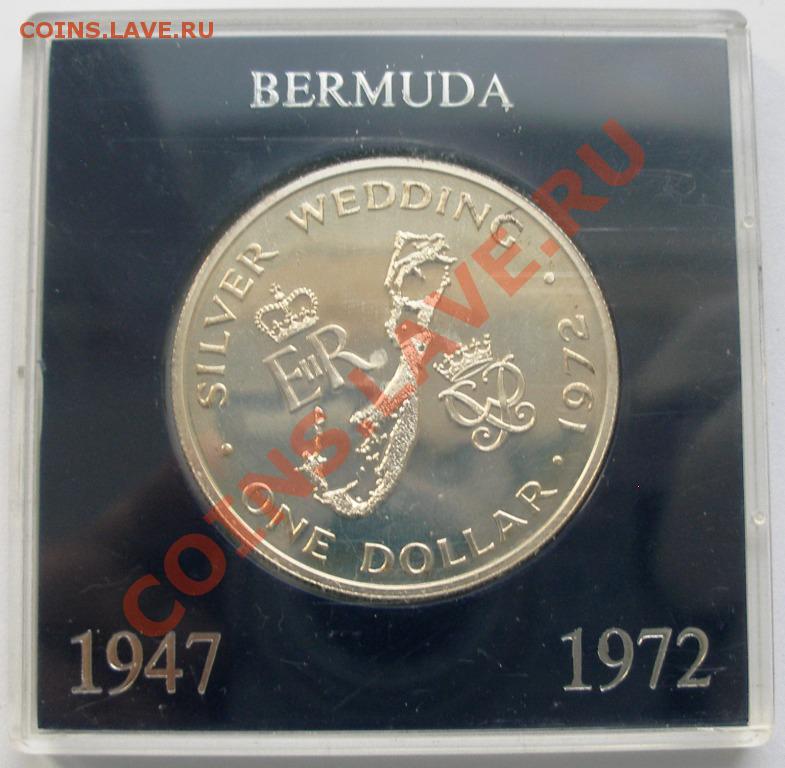 COINS.LAVE.RU
BERMUDA
· SILVER WEDDING · 1972 ·
ONE DOLLAR
EIIR
COINS.LAVE.RU
1947
1972